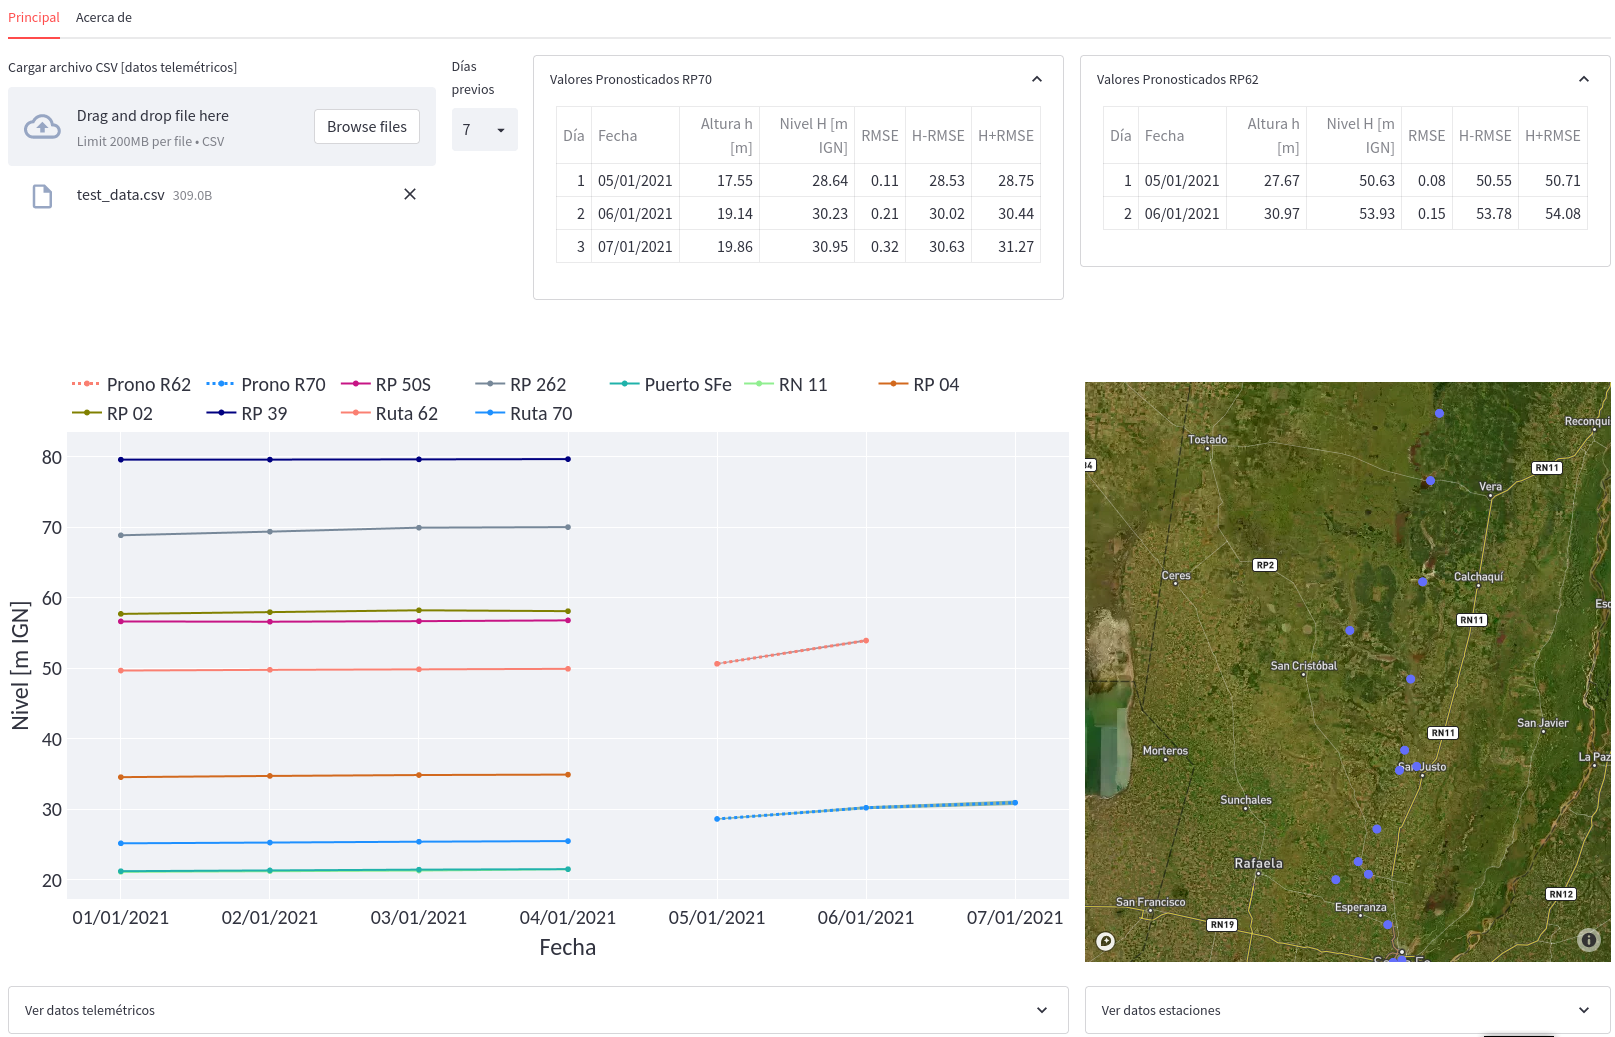 Principal Acerca de
Cargar archivo CSV [datos telemétricos]
Drag and drop file here
Limit 200MB per file • CSV
Browse files
test_data.csv 309.0B
Días
previos
7
Valores Pronosticados RP70
Día Fecha Altura h [m] Nivel H [m IGN] RMSE H-RMSE H+RMSE
1 05/01/2021 17.55 28.64 0.11 28.53 28.75
2 06/01/2021 19.14 30.23 0.21 30.02 30.44
3 07/01/2021 19.86 30.95 0.32 30.63 31.27
Valores Pronosticados RP62
Día Fecha Altura h [m] Nivel H [m IGN] RMSE H-RMSE H+RMSE
1 05/01/2021 27.67 50.63 0.08 50.55 50.71
2 06/01/2021 30.97 53.93 0.15 53.78 54.08
Prono R62 Prono R70 RP 50S RP 262 Puerto SFe RN 11 RP 04
RP 02 RP 39 Ruta 62 Ruta 70
Nivel [m IGN]
80
70
60
50
40
30
20
01/01/2021 02/01/2021 03/01/2021 04/01/2021 05/01/2021 06/01/2021 07/01/2021
Fecha
Reconqui
Tostado
34
RN11
Vera
RP2
Ceres
Calchaquí
Esc
RN11
San Cristóbal
San Javier
RN11
Morteros
La Paz
San Justo
Sunchales
Rafaela
RN12
San Francisco
Esperanza
RN19
Ver datos telemétricos
Ver datos estaciones